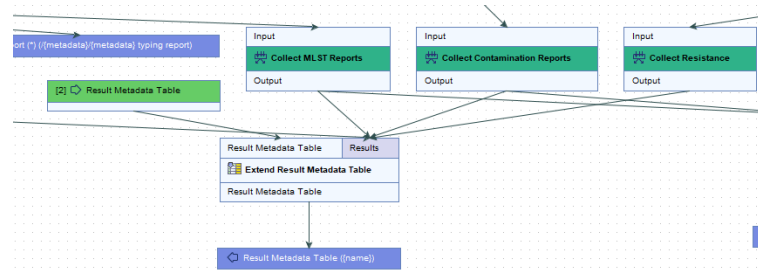 ort (*) (/{metadata}/{metadata} typing report)
Input
Collect MLST Reports
Output
Input
Collect Contamination Reports
Output
Input
Collect Resistance
Output
[2] Result Metadata Table
Result Metadata Table
Results
Extend Result Metadata Table
Result Metadata Table
Result Metadata Table ({name})